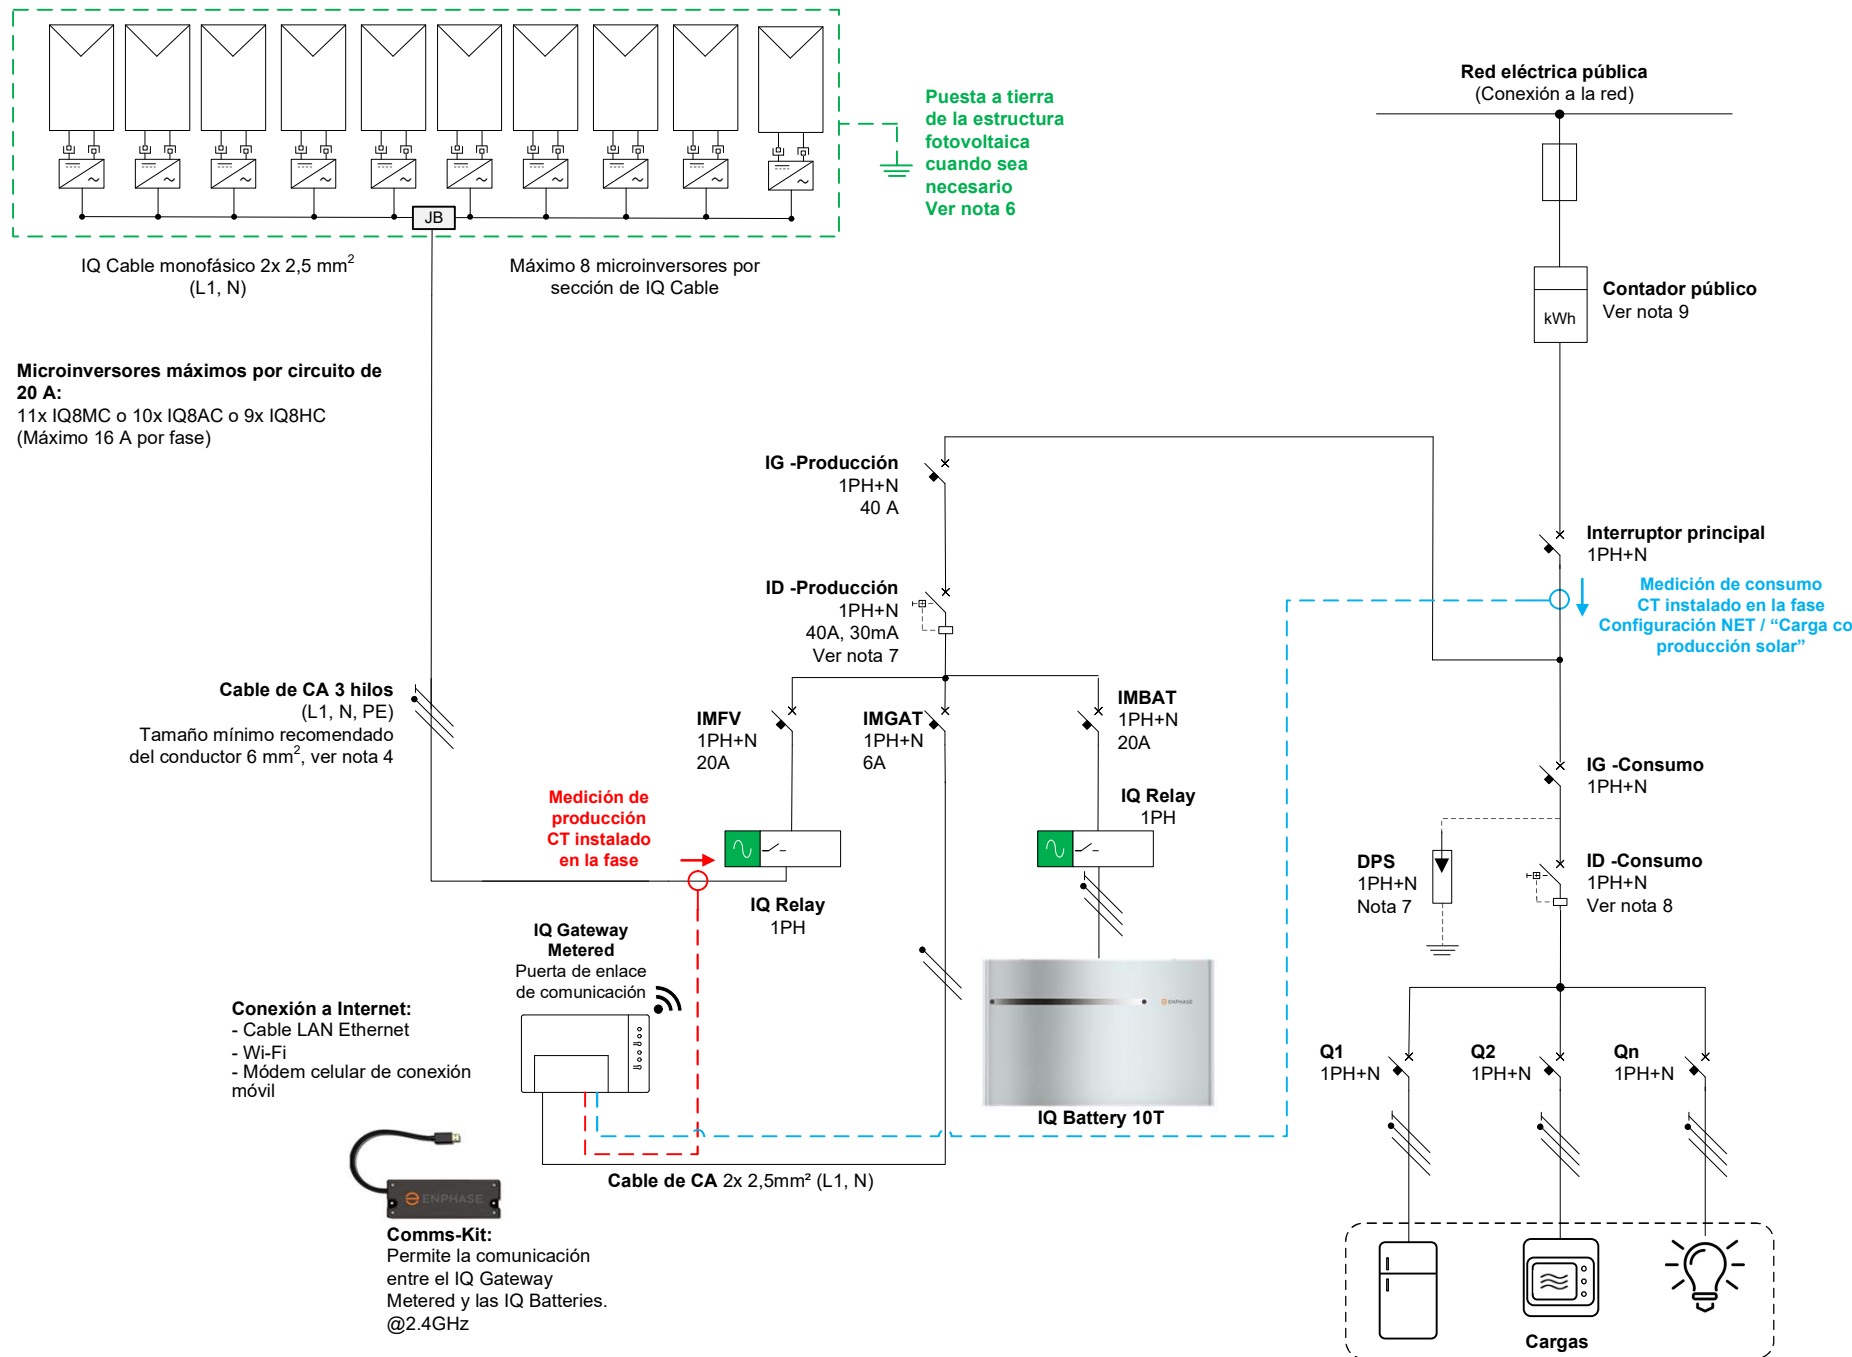 Puesta a tierra
de la estructura
fotovoltaica
cuando sea
necesario
Ver nota 6
Red eléctrica pública
(Conexión a la red)
JB
IQ Cable monofásico 2x 2,5 mm²
(L1, N)
Máximo 8 microinversores por
sección de IQ Cable
kWh
Contador público
Ver nota 9
Microinversores máximos por circuito de
20 A:
11x IQ8MC o 10x IQ8AC o 9x IQ8HC
(Máximo 16 A por fase)
IG -Producción
1PH+N
40 A
Interruptor principal
1PH+N
ID -Producción
1PH+N
40A, 30mA
Ver nota 7
Medición de consumo
CT instalado en la fase
Configuración NET / “Carga co
producción solar”
Cable de CA 3 hilos
(L1, N, PE)
Tamaño mínimo recomendado
del conductor 6 mm², ver nota 4
IMFV
1PH+N
20A
IMGAT
1PH+N
6A
IMBAT
1PH+N
20A
IG -Consumo
1PH+N
Medición de
producción
CT instalado
en la fase
IQ Relay
1PH
IQ Relay
1PH
DPS
1PH+N
Nota 7
ID -Consumo
1PH+N
Ver nota 8
IQ Gateway
Metered
Puerta de enlace
de comunicación
ENPHASE
IQ Battery 10T
Conexión a Internet:
- Cable LAN Ethernet
- Wi-Fi
- Módem celular de conexión
móvil
Q1
1PH+N
Q2
1PH+N
Qn
1PH+N
Cable de CA 2x 2,5mm² (L1, N)
ENPHASE
Comms-Kit:
Permite la comunicación
entre el IQ Gateway
Metered y las IQ Batteries.
@2.4GHz
Cargas